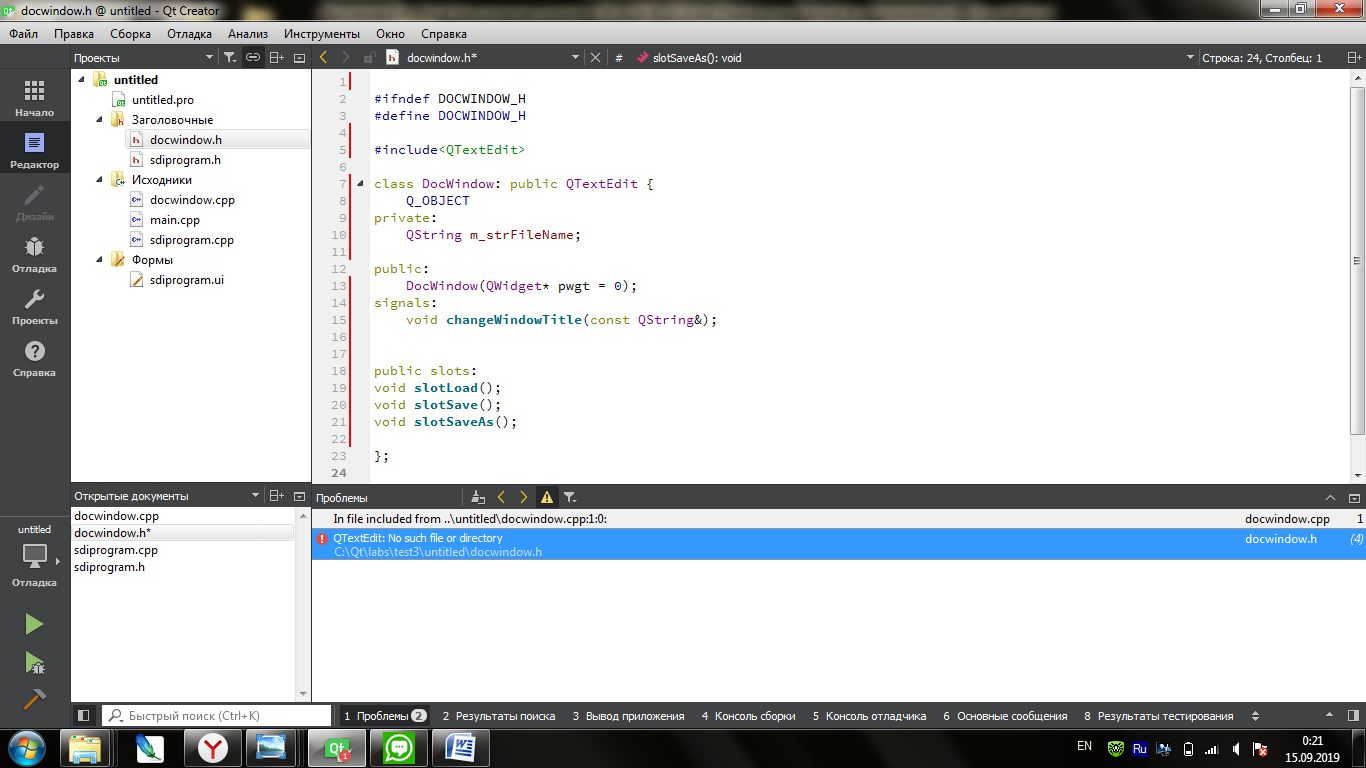 docwindow.h @ untitled - Qt Creator
Файл Правка Сборка Отладка Анализ Инструменты Окно Справка
Проекты docwindow.h* # slotSaveAs(): void Строка: 24, Столбец: 1
Начало
Редактор
Дизайн
Отладка
Проекты
Справка
untitled
Отладка
untitled
untitled.pro
Заголовочные
docwindow.h
sdiprogram.h
Исходники
docwindow.cpp
main.cpp
sdiprogram.cpp
Формы
sdiprogram.ui
Открытые документы
docwindow.cpp
docwindow.h*
sdiprogram.cpp
sdiprogram.h
1
2 #ifndef DOCWINDOW_H
3 #define DOCWINDOW_H
4
5 #include<QTextEdit>
6
7 class DocWindow: public QTextEdit {
8 Q_OBJECT
9 private:
10 QString m_strFileName;
11
12 public:
13 DocWindow(QWidget* pwgt = 0);
14 signals:
15 void changeWindowTitle(const QString&);
16
17
18 public slots:
19 void slotLoad();
20 void slotSave();
21 void slotSaveAs();
22
23 };
24
Проблемы
In file included from ..\untitled\docwindow.cpp:1:0: docwindow.cpp 1
QTextEdit: No such file or directory docwindow.h (4)
C:\Qt\labs\test3\untitled\docwindow.h
Быстрый поиск (Ctrl+K) 1 Проблемы 2 2 Результаты поиска 3 Вывод приложения 4 Консоль сборки 5 Консоль отладчика 6 Основные сообщения 8 Результаты тестирования
EN Ru 0:21
15.09.2019